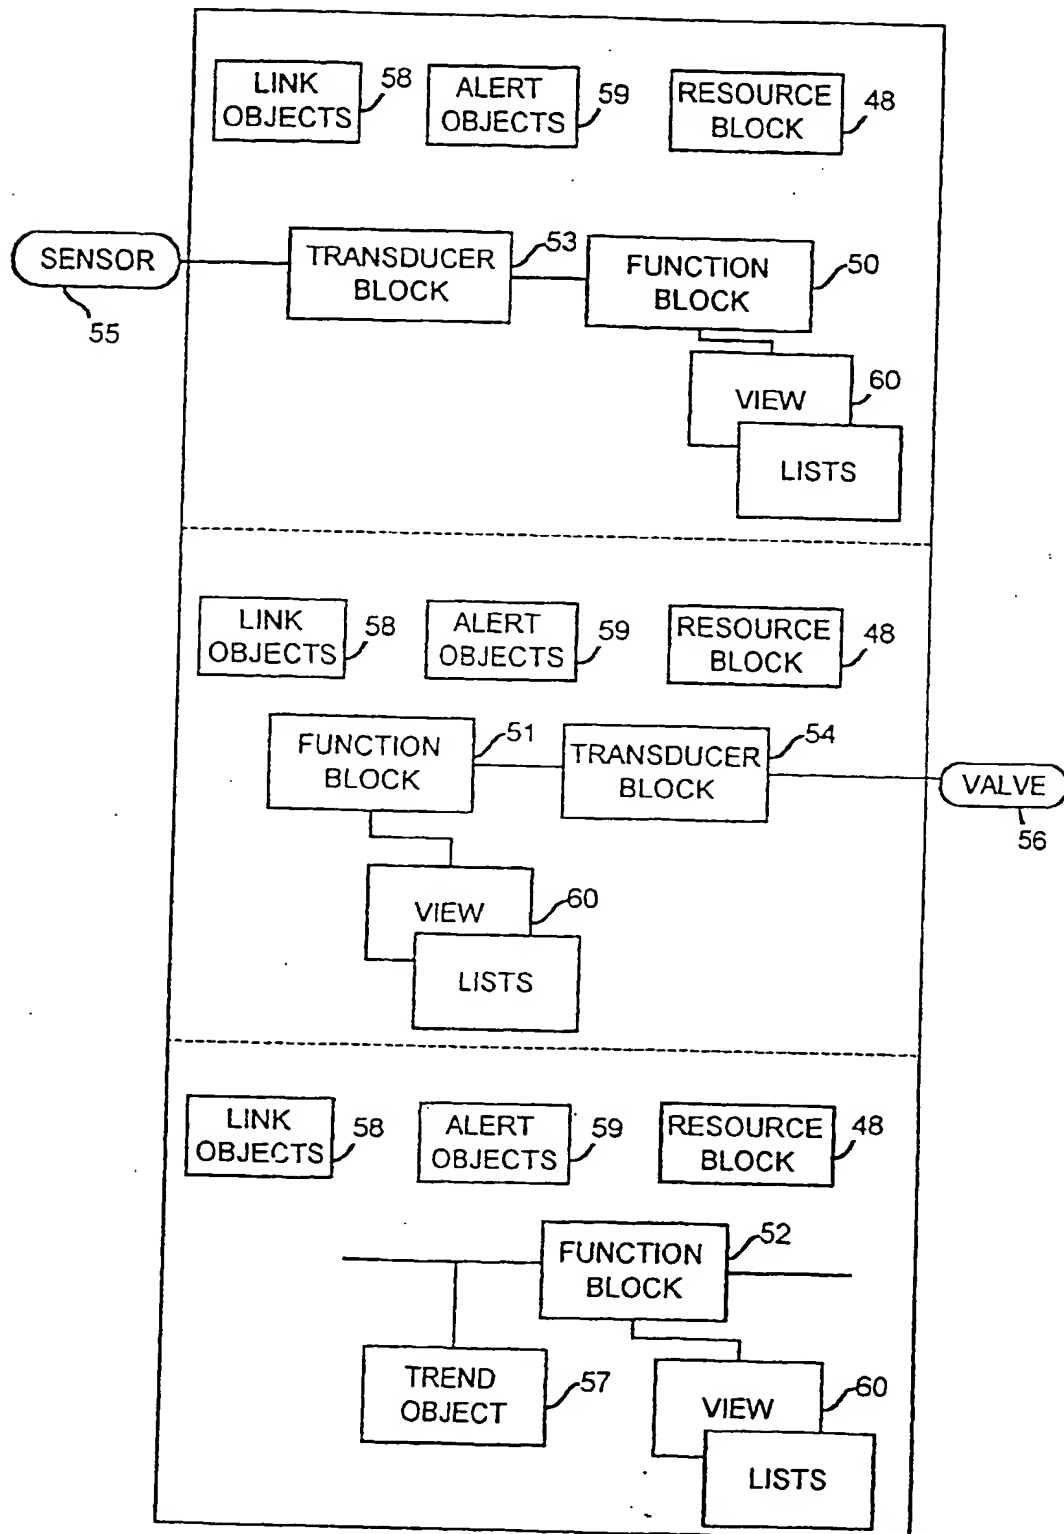 LINK
OBJECTS
58
ALERT
OBJECTS
59
RESOURCE
BLOCK
48
SENSOR
55
TRANSDUCER
BLOCK
53
FUNCTION
BLOCK
50
VIEW
60
LISTS
LINK
OBJECTS
58
ALERT
OBJECTS
59
RESOURCE
BLOCK
48
FUNCTION
BLOCK
51
TRANSDUCER
BLOCK
54
VALVE
56
VIEW
60
LISTS
LINK
OBJECTS
58
ALERT
OBJECTS
59
RESOURCE
BLOCK
48
FUNCTION
BLOCK
52
TREND
OBJECT
57
VIEW
60
LISTS